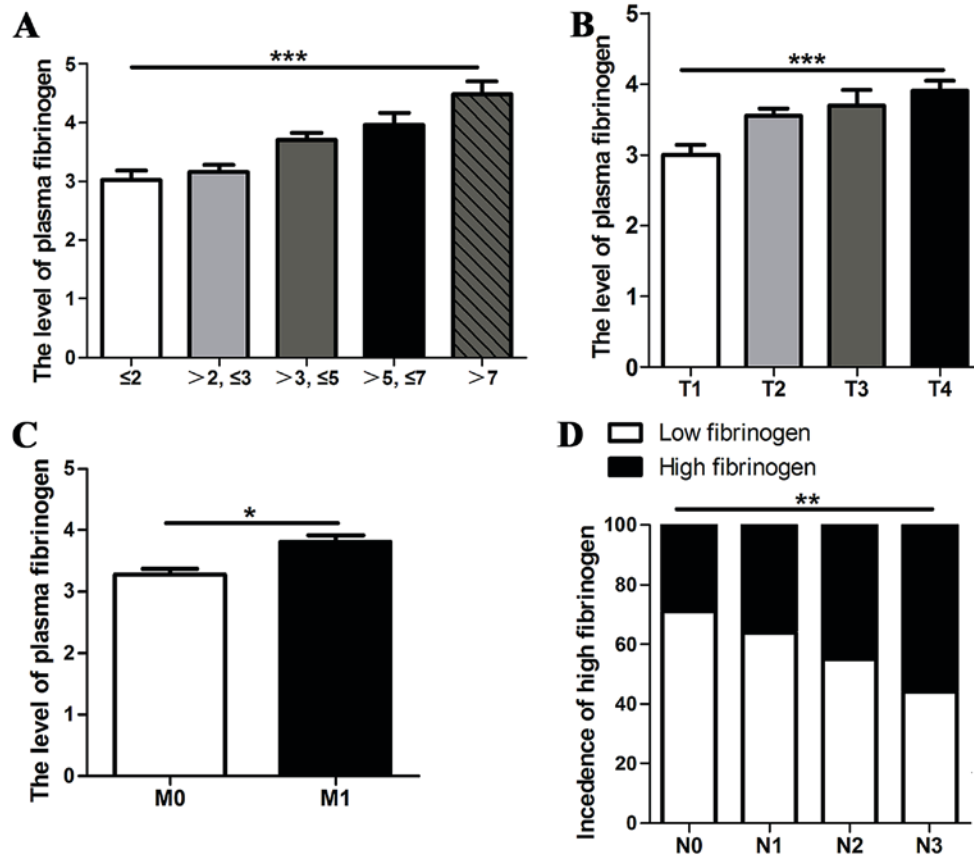 A
***
The level of plasma fibrinogen
5
4
3
2
1
0
≤2 >2, ≤3 >3, ≤5 >5, ≤7 >7
B
***
The level of plasma fibrinogen
5
4
3
2
1
0
T1 T2 T3 T4
C
*
The level of plasma fibrinogen
5
4
3
2
1
0
M0 M1
D
Low fibrinogen
High fibrinogen
**
Incedence of high fibrinogen
100
80
60
40
20
0
N0 N1 N2 N3